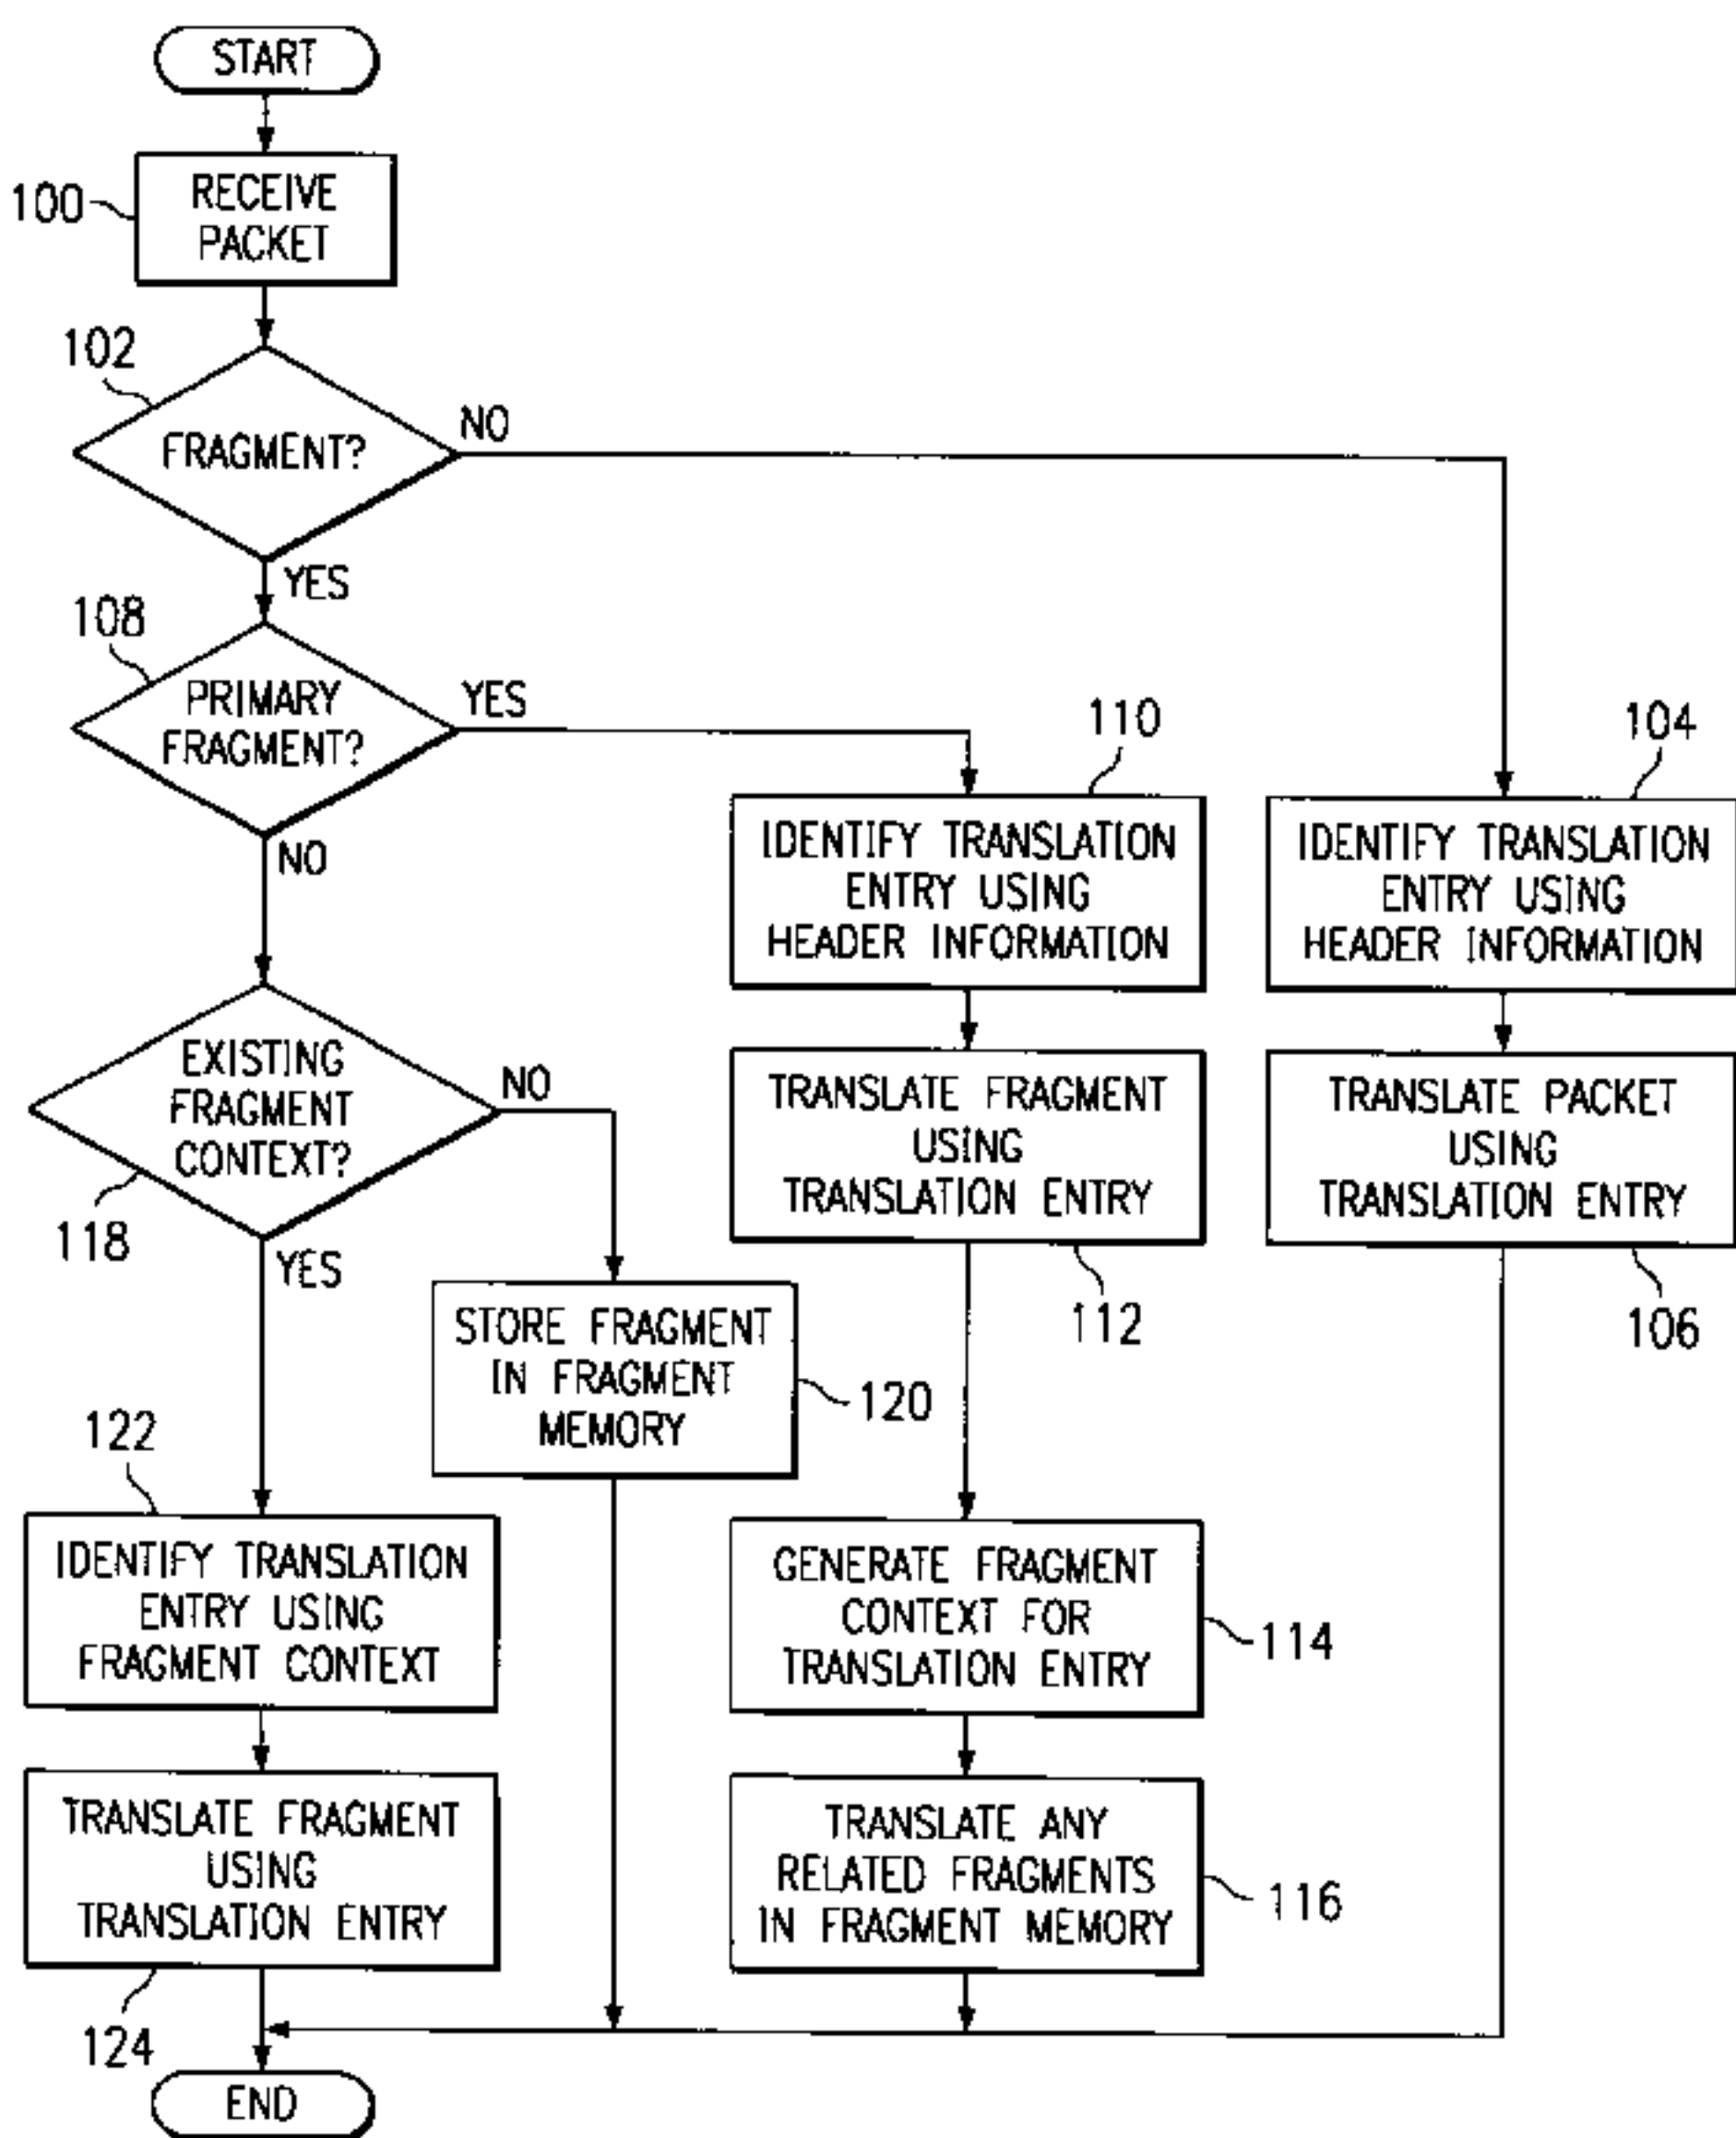 START
100
RECEIVE
PACKET
102
FRAGMENT?
NO
YES
108
PRIMARY
FRAGMENT?
YES
NO
110
IDENTIFY TRANSLATION
ENTRY USING
HEADER INFORMATION
104
IDENTIFY TRANSLATION
ENTRY USING
HEADER INFORMATION
EXISTING
FRAGMENT
CONTEXT?
NO
118
YES
TRANSLATE FRAGMENT
USING
TRANSLATION ENTRY
112
TRANSLATE PACKET
USING
TRANSLATION ENTRY
106
STORE FRAGMENT
IN FRAGMENT
MEMORY
120
122
IDENTIFY TRANSLATION
ENTRY USING
FRAGMENT CONTEXT
GENERATE FRAGMENT
CONTEXT FOR
TRANSLATION ENTRY
114
TRANSLATE FRAGMENT
USING
TRANSLATION ENTRY
124
TRANSLATE ANY
RELATED FRAGMENTS
IN FRAGMENT MEMORY
116
END